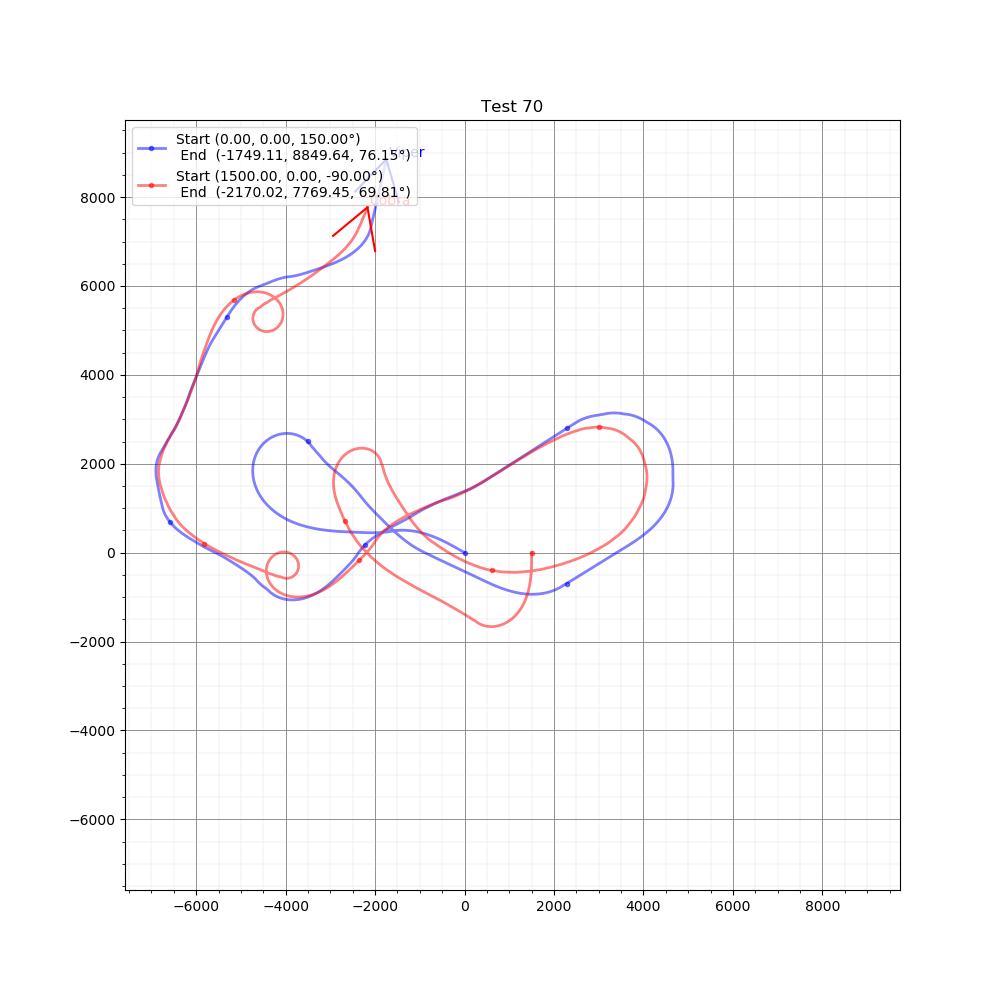 Test 70
Start (0.00, 0.00, 150.00°)
End (-1749.11, 8849.64, 76.15°)
Start (1500.00, 0.00, -90.00°)
End (-2170.02, 7769.45, 69.81°)
8000
6000
4000
2000
0
−2000
−4000
−6000
−6000 −4000 −2000 0 2000 4000 6000 8000